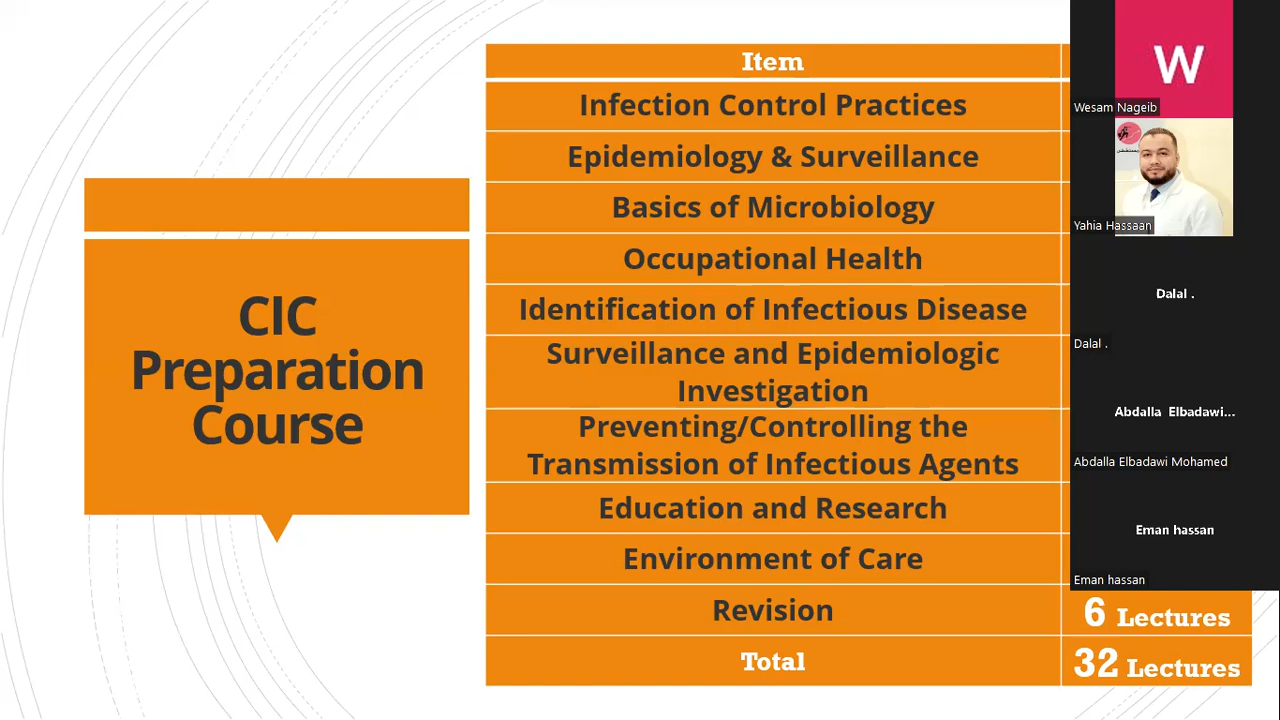 CIC
Preparation
Course
Item
Infection Control Practices
Epidemiology & Surveillance
Basics of Microbiology
Occupational Health
Identification of Infectious Disease
Surveillance and Epidemiologic
Investigation
Preventing/Controlling the
Transmission of Infectious Agents
Education and Research
Environment of Care
Revision
6 Lectures
Total
32 Lectures
W
Wesam Nageib
Yahia Hassaan
Dalal .
Dalal .
Abdalla Elbadawi...
Abdalla Elbadawi Mohamed
Eman hassan
Eman hassan